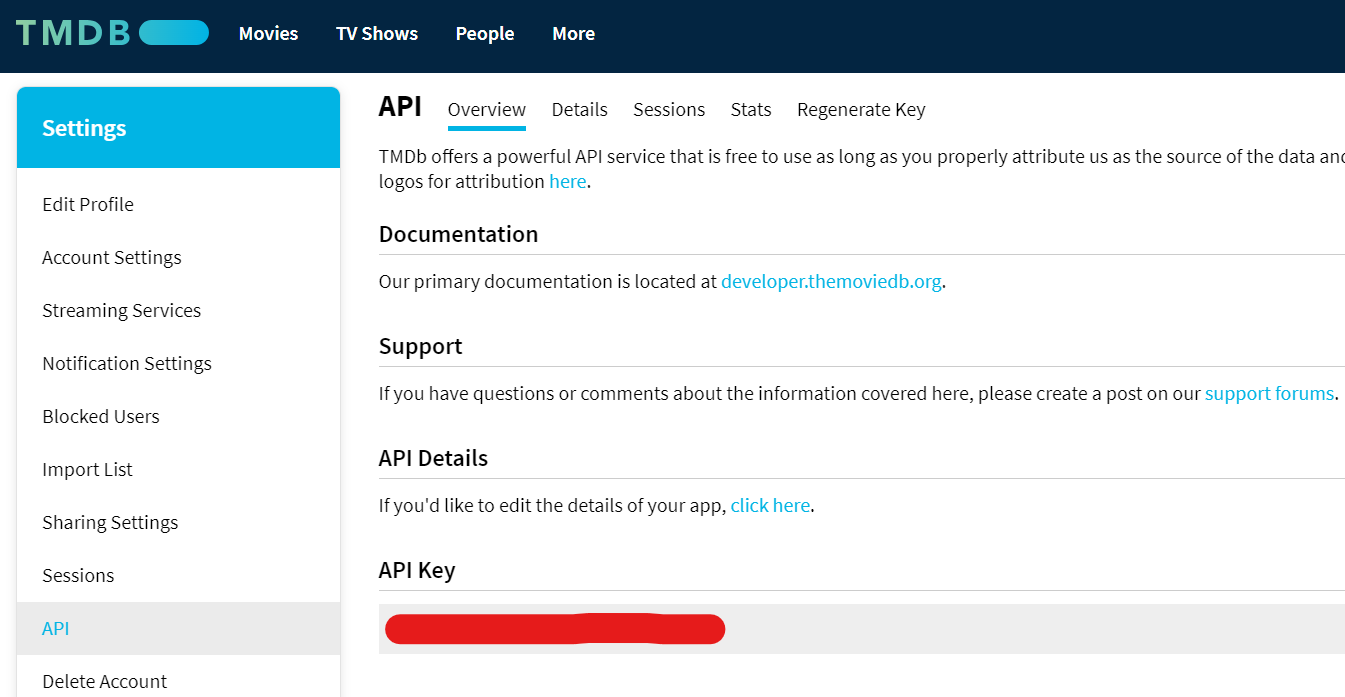 TMDB
Movies TV Shows People More
Settings
Edit Profile
Account Settings
Streaming Services
Notification Settings
Blocked Users
Import List
Sharing Settings
Sessions
API
Delete Account
API Overview Details Sessions Stats Regenerate Key
TMDb offers a powerful API service that is free to use as long as you properly attribute us as the source of the data and
logos for attribution here.
Documentation
Our primary documentation is located at developer.themoviedb.org.
Support
If you have questions or comments about the information covered here, please create a post on our support forums.
API Details
If you'd like to edit the details of your app, click here.
API Key